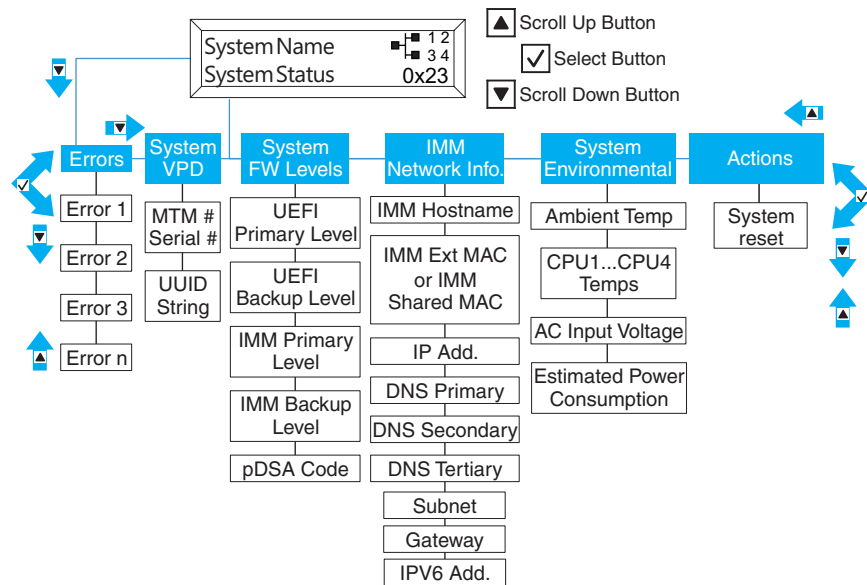 System Name
1 2
3 4
System Status
0x23
Scroll Up Button
Select Button
Scroll Down Button
Errors
Error 1
Error 2
Error 3
Error n
System
VPD
MTM #
Serial #
UUID
String
System
FW Levels
UEFI
Primary Level
UEFI
Backup Level
IMM Primary
Level
IMM Backup
Level
pDSA Code
IMM
Network Info.
IMM Hostname
IMM Ext MAC
or IMM
Shared MAC
IP Add.
DNS Primary
DNS Secondary
DNS Tertiary
Subnet
Gateway
IPV6 Add.
System
Environmental
Ambient Temp
CPU1...CPU4
Temps
AC Input Voltage
Estimated Power
Consumption
Actions
System
reset